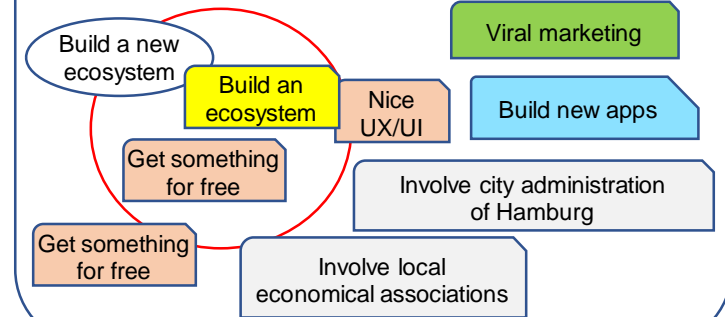 Build a new
ecosystem
Build an
ecosystem
Nice
UX/UI
Viral marketing
Build new apps
Get something
for free
Involve city administration
of Hamburg
Get something
for free
Involve local
economical associations